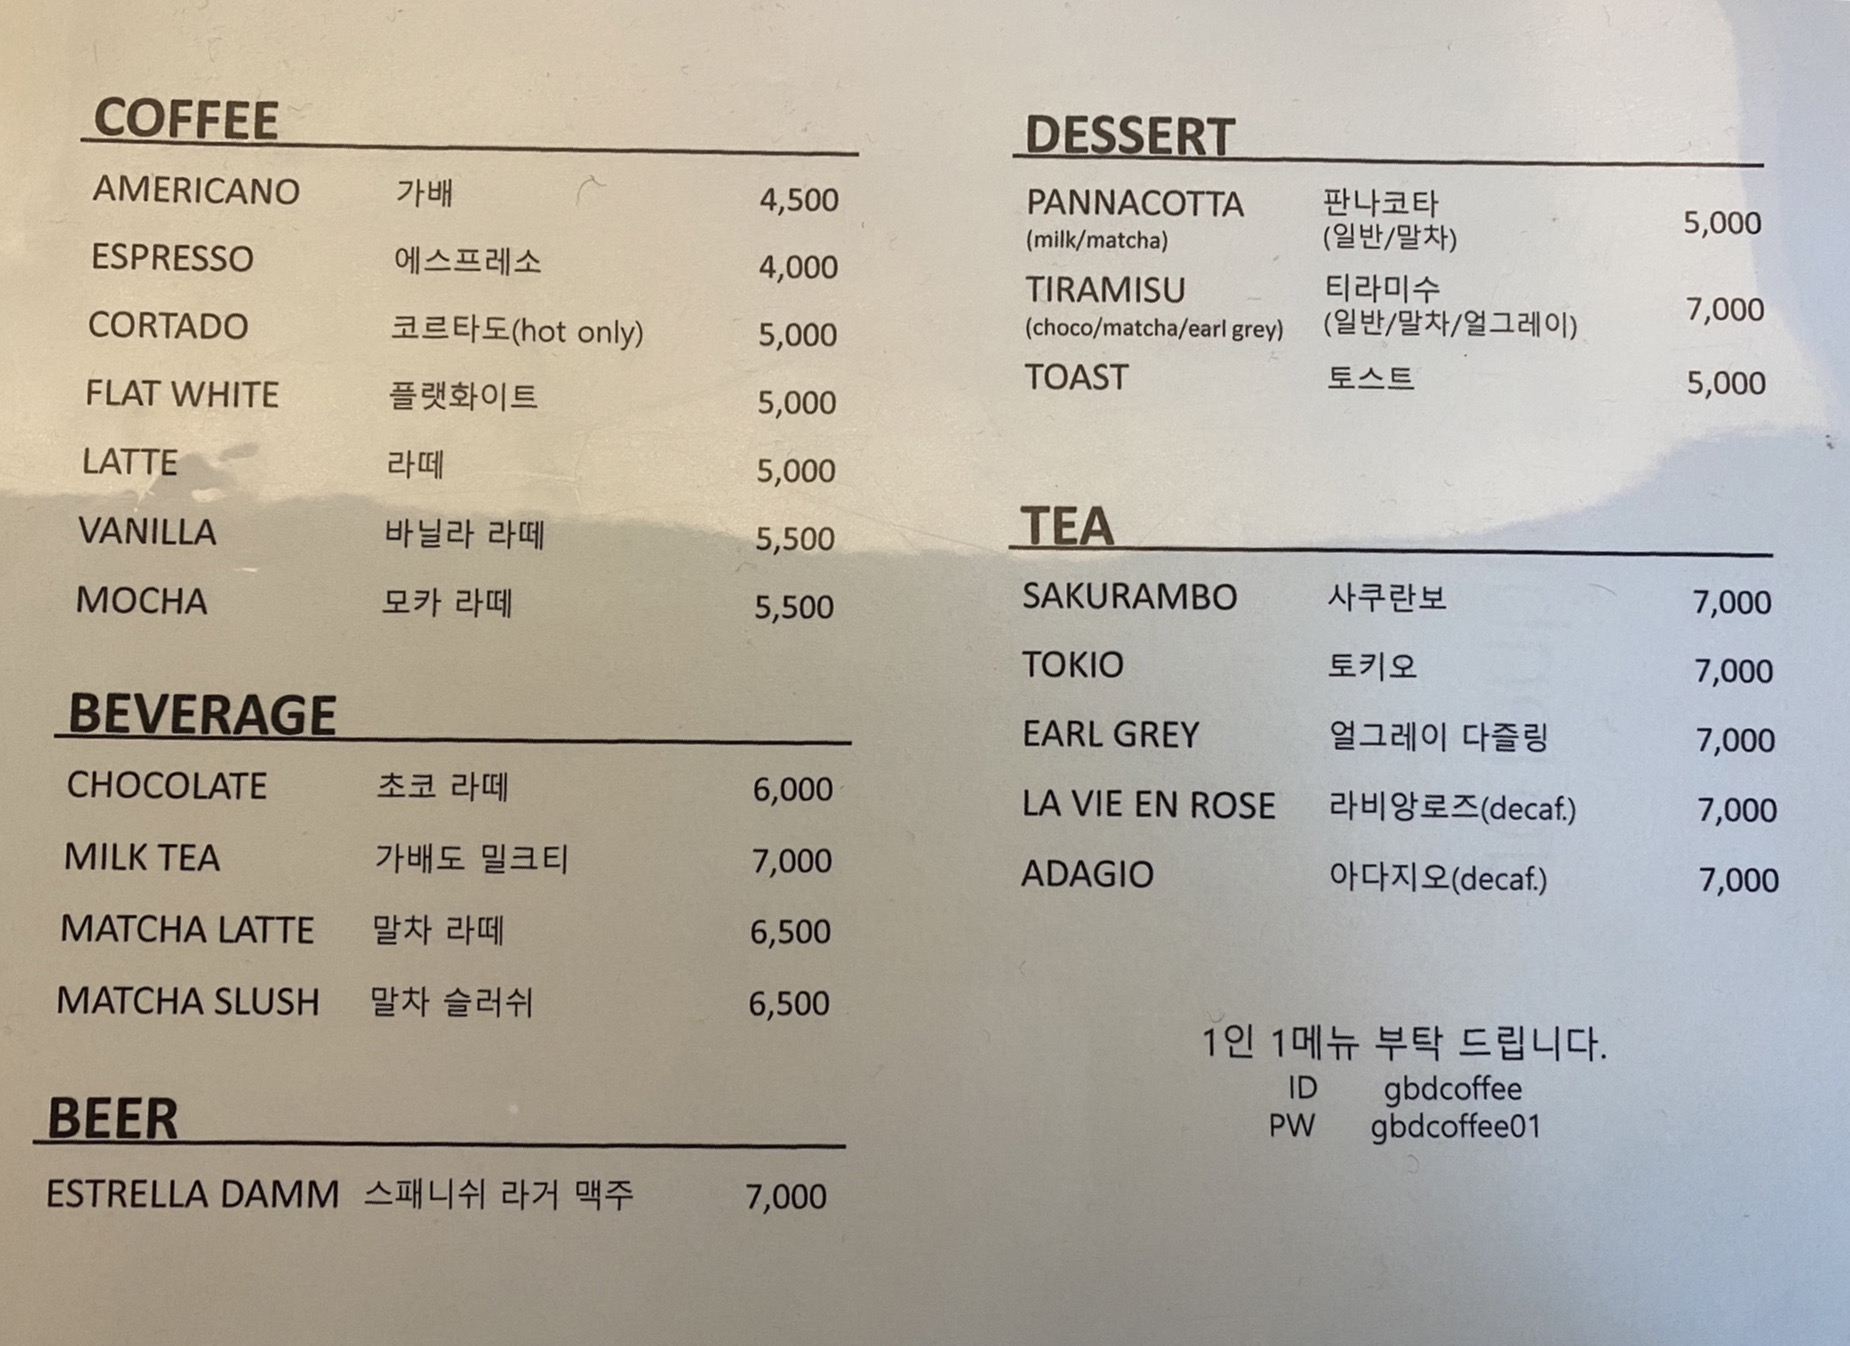 COFFEE
AMERICANO 가배 4,500
ESPRESSO 에스프레소 4,000
CORTADO 코르타도(hot only) 5,000
FLAT WHITE 플랫화이트 5,000
LATTE 라떼 5,000
VANILLA 바닐라 라떼 5,500
MOCHA 모카 라떼 5,500
BEVERAGE
CHOCOLATE 초코 라떼 6,000
MILK TEA 가배도 밀크티 7,000
MATCHA LATTE 말차 라떼 6,500
MATCHA SLUSH 말차 슬러쉬 6,500
BEER
ESTRELLA DAMM 스패니쉬 라거 맥주 7,000
DESSERT
PANNACOTTA 판나코타 5,000
(milk/matcha) (일반/말차)
TIRAMISU 티라미수 7,000
(choco/matcha/earl grey) (일반/말차/얼그레이)
TOAST 토스트 5,000
TEA
SAKURAMBO 사쿠란보 7,000
TOKIO 토키오 7,000
EARL GREY 얼그레이 다즐링 7,000
LA VIE EN ROSE 라비앙로즈(decaf.) 7,000
ADAGIO 아다지오(decaf.) 7,000
1인 1메뉴 부탁 드립니다.
ID gbdcoffee
PW gbdcoffee01